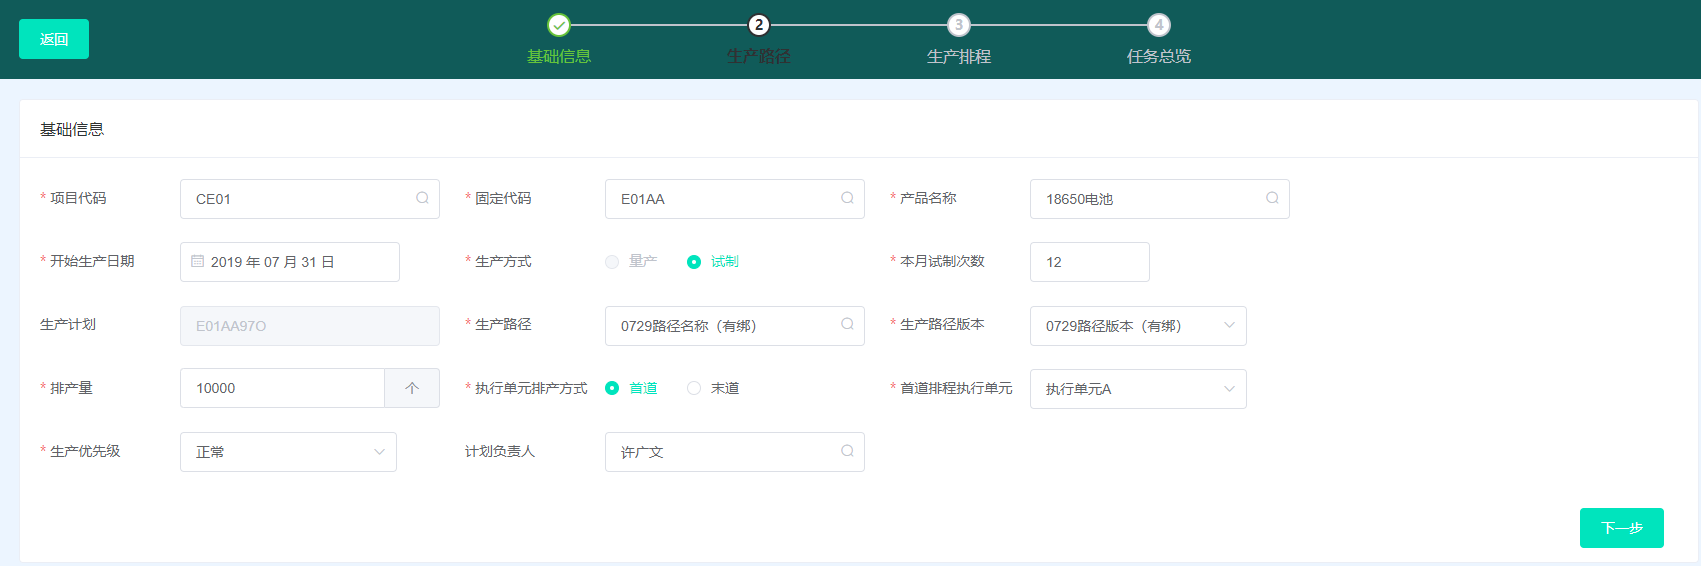 返回
2 3 4
基础信息 生产路径 生产排程 任务总览
基础信息
* 项目代码 CE01 * 固定代码 E01AA * 产品名称 18650电池
* 开始生产日期 2019 年 07 月 31 日 * 生产方式 量产 试制 * 本月试制次数 12
生产计划 E01AA97O * 生产路径 0729路径名称（有绑） * 生产路径版本 0729路径版本（有绑）
* 排产量 10000 个 * 执行单元排产方式 首道 末道 * 首道排程执行单元 执行单元A
* 生产优先级 正常 计划负责人 许广文
下一步